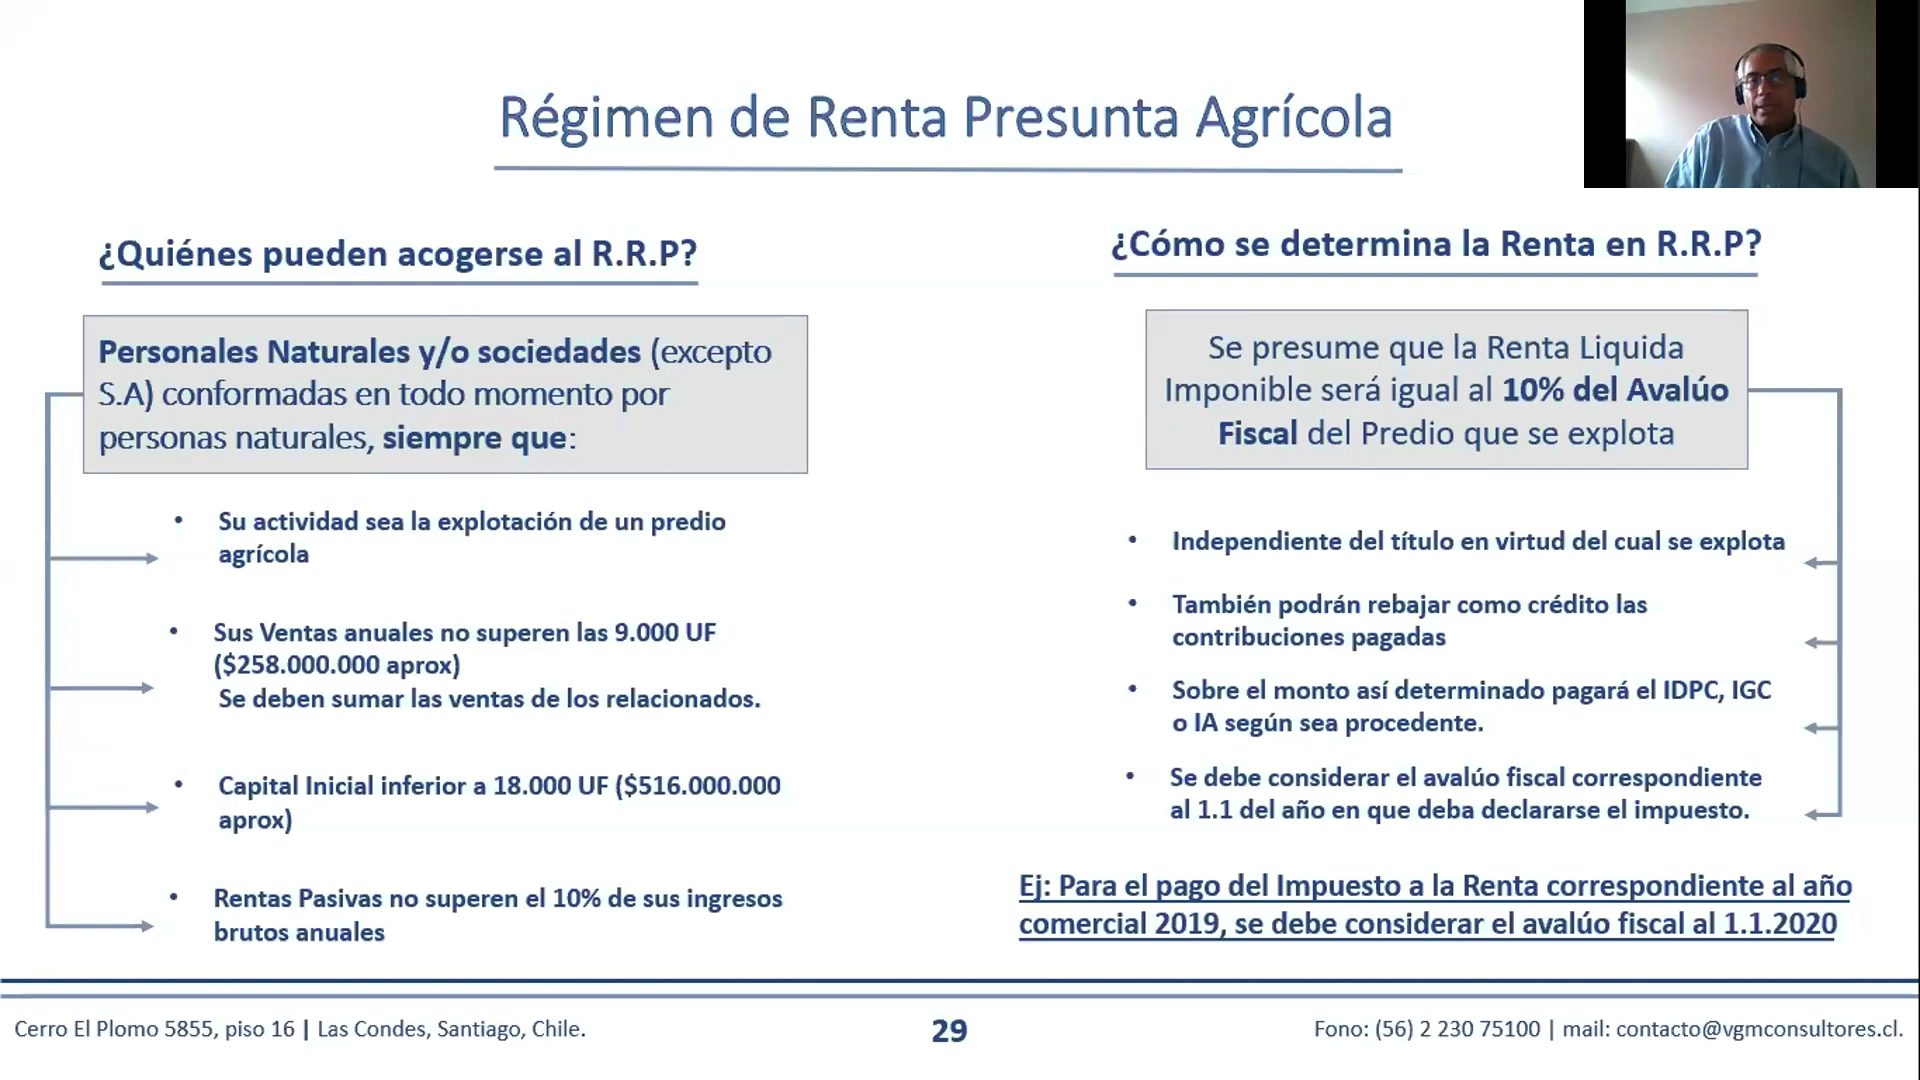 Régimen de Renta Presunta Agrícola
¿Quiénes pueden acogerse al R.R.P?
Personales Naturales y/o sociedades (excepto
S.A) conformadas en todo momento por
personas naturales, siempre que:
• Su actividad sea la explotación de un predio
agrícola
• Sus Ventas anuales no superen las 9.000 UF
($258.000.000 aprox)
Se deben sumar las ventas de los relacionados.
• Capital Inicial inferior a 18.000 UF ($516.000.000
aprox)
• Rentas Pasivas no superen el 10% de sus ingresos
brutos anuales
¿Cómo se determina la Renta en R.R.P?
Se presume que la Renta Liquida
Imponible será igual al 10% del Avalúo
Fiscal del Predio que se explota
• Independiente del título en virtud del cual se explota
• También podrán rebajar como crédito las
contribuciones pagadas
• Sobre el monto así determinado pagará el IDPC, IGC
o IA según sea procedente.
• Se debe considerar el avalúo fiscal correspondiente
al 1.1 del año en que deba declararse el impuesto.
Ej: Para el pago del Impuesto a la Renta correspondiente al año
comercial 2019, se debe considerar el avalúo fiscal al 1.1.2020
Cerro El Plomo 5855, piso 16 | Las Condes, Santiago, Chile.
29
Fono: (56) 2 230 75100 | mail: contacto@vgmconsultores.cl.